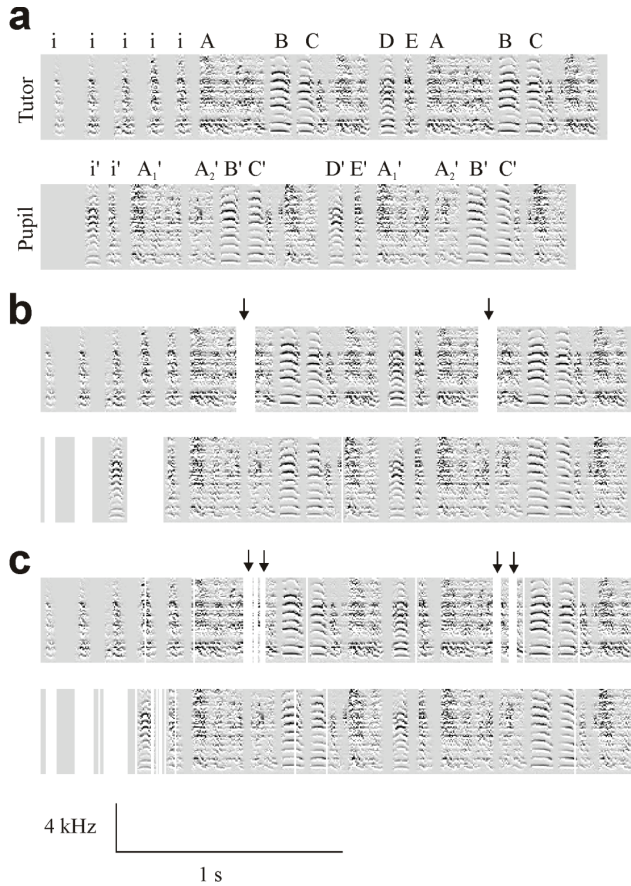 a
i i i i i A B C D E A B C
Tutor
i' i' A₁' A₂' B' C' D' E' A₁' A₂' B' C'
Pupil
b
c
4 kHz
1 s